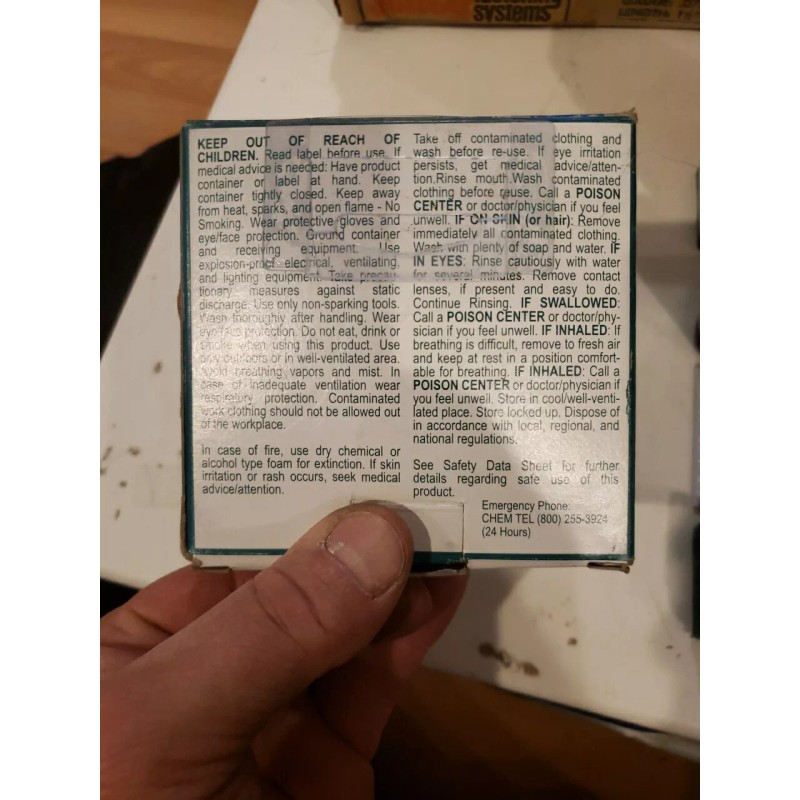 systems
KEEP OUT OF REACH OF
CHILDREN. Read label before use. If
medical advice is needed: Have product
container or label at hand. Keep
container tightly closed. Keep away
from heat, sparks, and open flame - No
Smoking. Wear protective gloves and
eye/face protection. Ground container
and receiving equipment. Use
explosion-proof electrical, ventilating,
and lighting equipment. Take precau-
tionary measures against static
discharge. Use only non-sparking tools.
Wash thoroughly after handling. Wear
eye/face protection. Do not eat, drink or
smoke when using this product. Use
only outdoors or in well-ventilated area.
Avoid breathing vapors and mist. In
case of inadequate ventilation wear
respiratory protection. Contaminated
work clothing should not be allowed out
of the workplace.
In case of fire, use dry chemical or
alcohol type foam for extinction. If skin
irritation or rash occurs, seek medical
advice/attention.
Take off contaminated clothing and
wash before re-use. If eye irritation
persists, get medical advice/atten-
tion.Rinse mouth.Wash contaminated
clothing before reuse. Call a POISON
CENTER or doctor/physician if you feel
unwell. IF ON SKIN (or hair): Remove
immediately all contaminated clothing.
Wash with plenty of soap and water. IF
IN EYES: Rinse cautiously with water
for several minutes. Remove contact
lenses, if present and easy to do.
Continue Rinsing. IF SWALLOWED:
Call a POISON CENTER or doctor/phy-
sician if you feel unwell. IF INHALED: If
breathing is difficult, remove to fresh air
and keep at rest in a position comfort-
able for breathing. IF INHALED: Call a
POISON CENTER or doctor/physician if
you feel unwell. Store in cool/well-venti-
lated place. Store locked up. Dispose of
in accordance with local, regional, and
national regulations.
See Safety Data Sheet for further
details regarding safe use of this
product.
Emergency Phone:
CHEM TEL (800) 255-3924
(24 Hours)